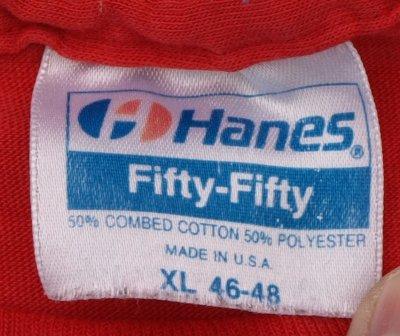 Hanes®
Fifty-Fifty
50% COMBED COTTON 50% POLYESTER
MADE IN U.S.A.
XL 46-48